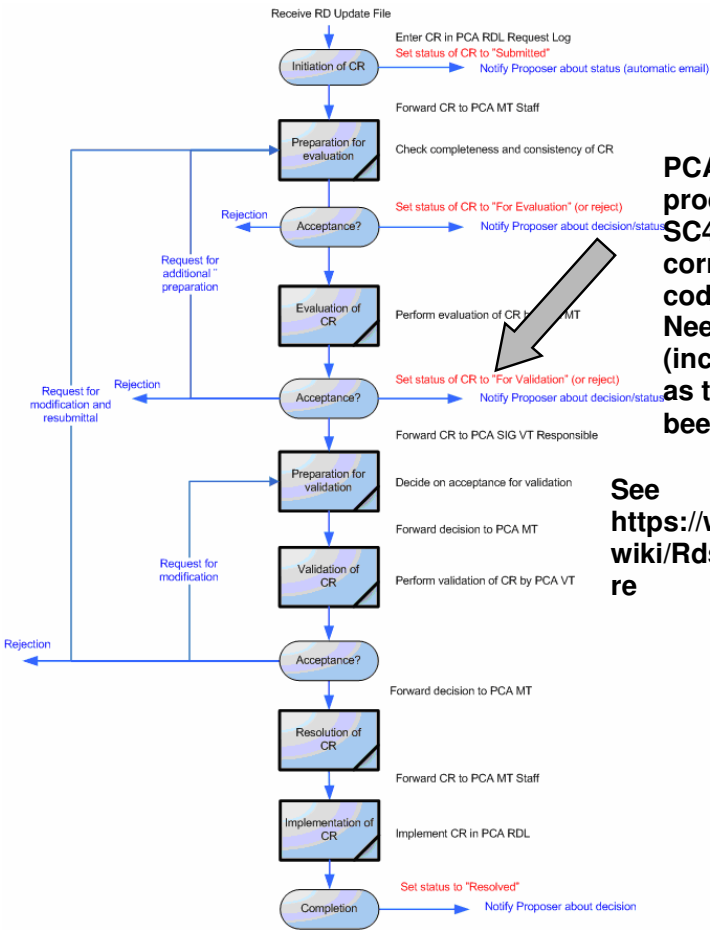 Receive RD Update File
Enter CR in PCA RDL Request Log
Set status of CR to "Submitted"
Initiation of CR
Notify Proposer about status (automatic email)
Forward CR to PCA MT Staff
Preparation for
evaluation
Check completeness and consistency of CR
Rejection
Acceptance?
Set status of CR to "For Evaluation" (or reject)
Notify Proposer about decision/status
Request for
additional
preparation
Evaluation of
CR
Perform evaluation of CR by MT
Request for
modification and
resubmittal
Rejection
Acceptance?
Set status of CR to "For Validation" (or reject)
Notify Proposer about decision/status
Forward CR to PCA SIG VT Responsible
Preparation for
validation
Decide on acceptance for validation
Forward decision to PCA MT
Request for
modification
Validation of
CR
Perform validation of CR by PCA VT
Rejection
Acceptance?
Forward decision to PCA MT
Resolution of
CR
Forward CR to PCA MT Staff
Implementation of
CR
Implement CR in PCA RDL
Set status to "Resolved"
Completion
Notify Proposer about decision
PCA
SC4
(inc
as t
See
https://
re